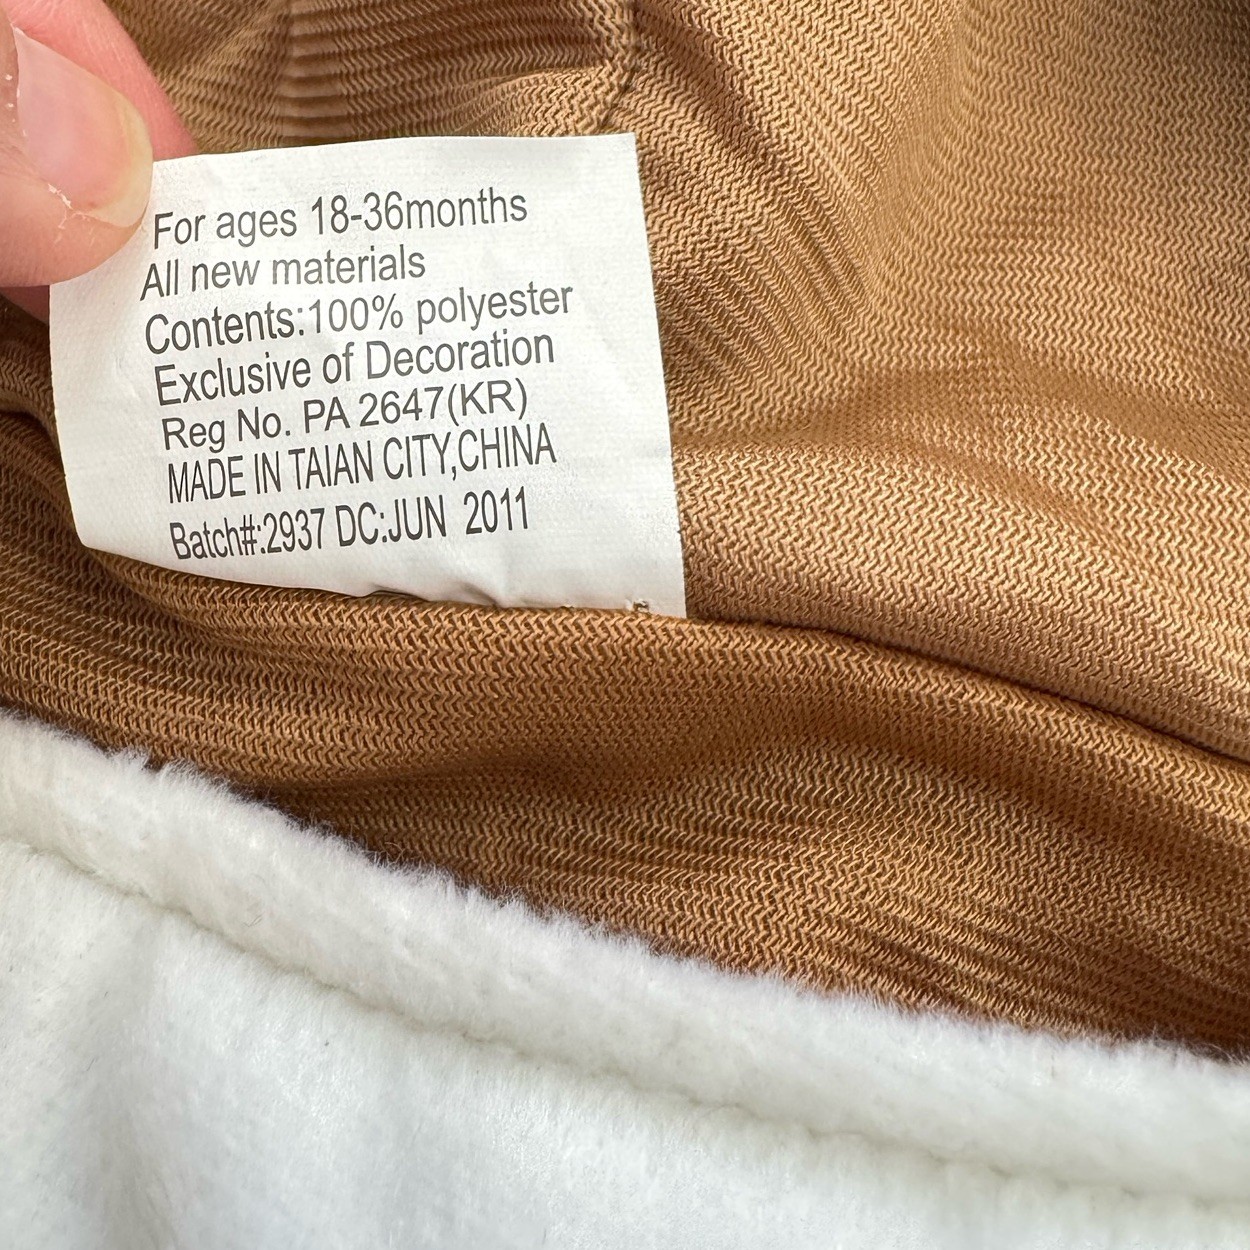 For ages 18-36months
All new materials
Contents:100% polyester
Exclusive of Decoration
Reg No. PA 2647(KR)
MADE IN TAIAN CITY,CHINA
Batch#:2937 DC:JUN 2011